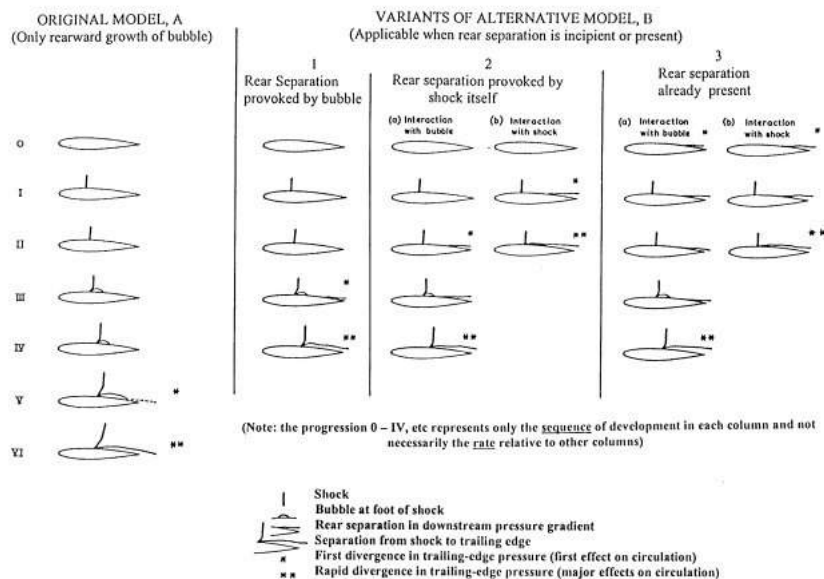 ORIGINAL MODEL, A
(Only rearward growth of bubble)
VARIANTS OF ALTERNATIVE MODEL, B
(Applicable when rear separation is incipient or present)
1
Rear Separation
provoked by bubble
2
Rear separation provoked by
shock itself
3
Rear separation
already present
(a) Interaction
with bubble
(b) Interaction
with shock
(a) Interaction
with bubble *
(b) Interaction
with shock *
O
I
*
II
* ** **
III
*
IV
** ** **
V
*
VI
**
(Note: the progression 0 – IV, etc represents only the sequence of development in each column and not
necessarily the rate relative to other columns)
Shock
Bubble at foot of shock
Rear separation in downstream pressure gradient
Separation from shock to trailing edge
* First divergence in trailing-edge pressure (first effect on circulation)
** Rapid divergence in trailing-edge pressure (major effects on circulation)